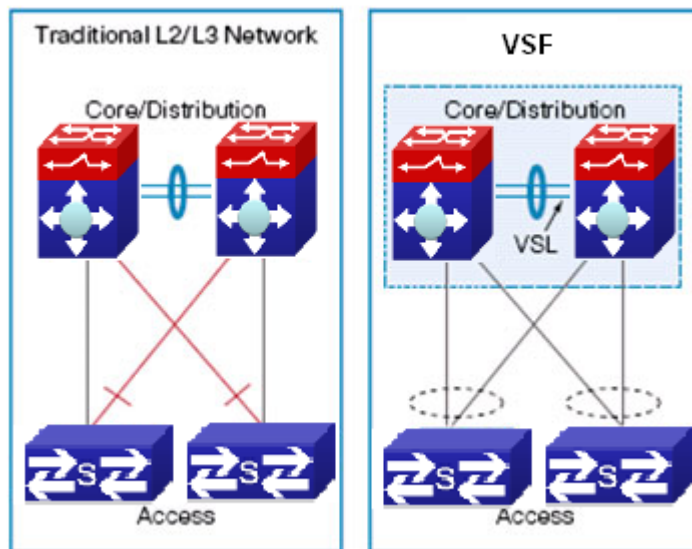 Traditional L2/L3 Network
Core/Distribution
S
S
Access
VSF
Core/Distribution
VSL
S
S
Access